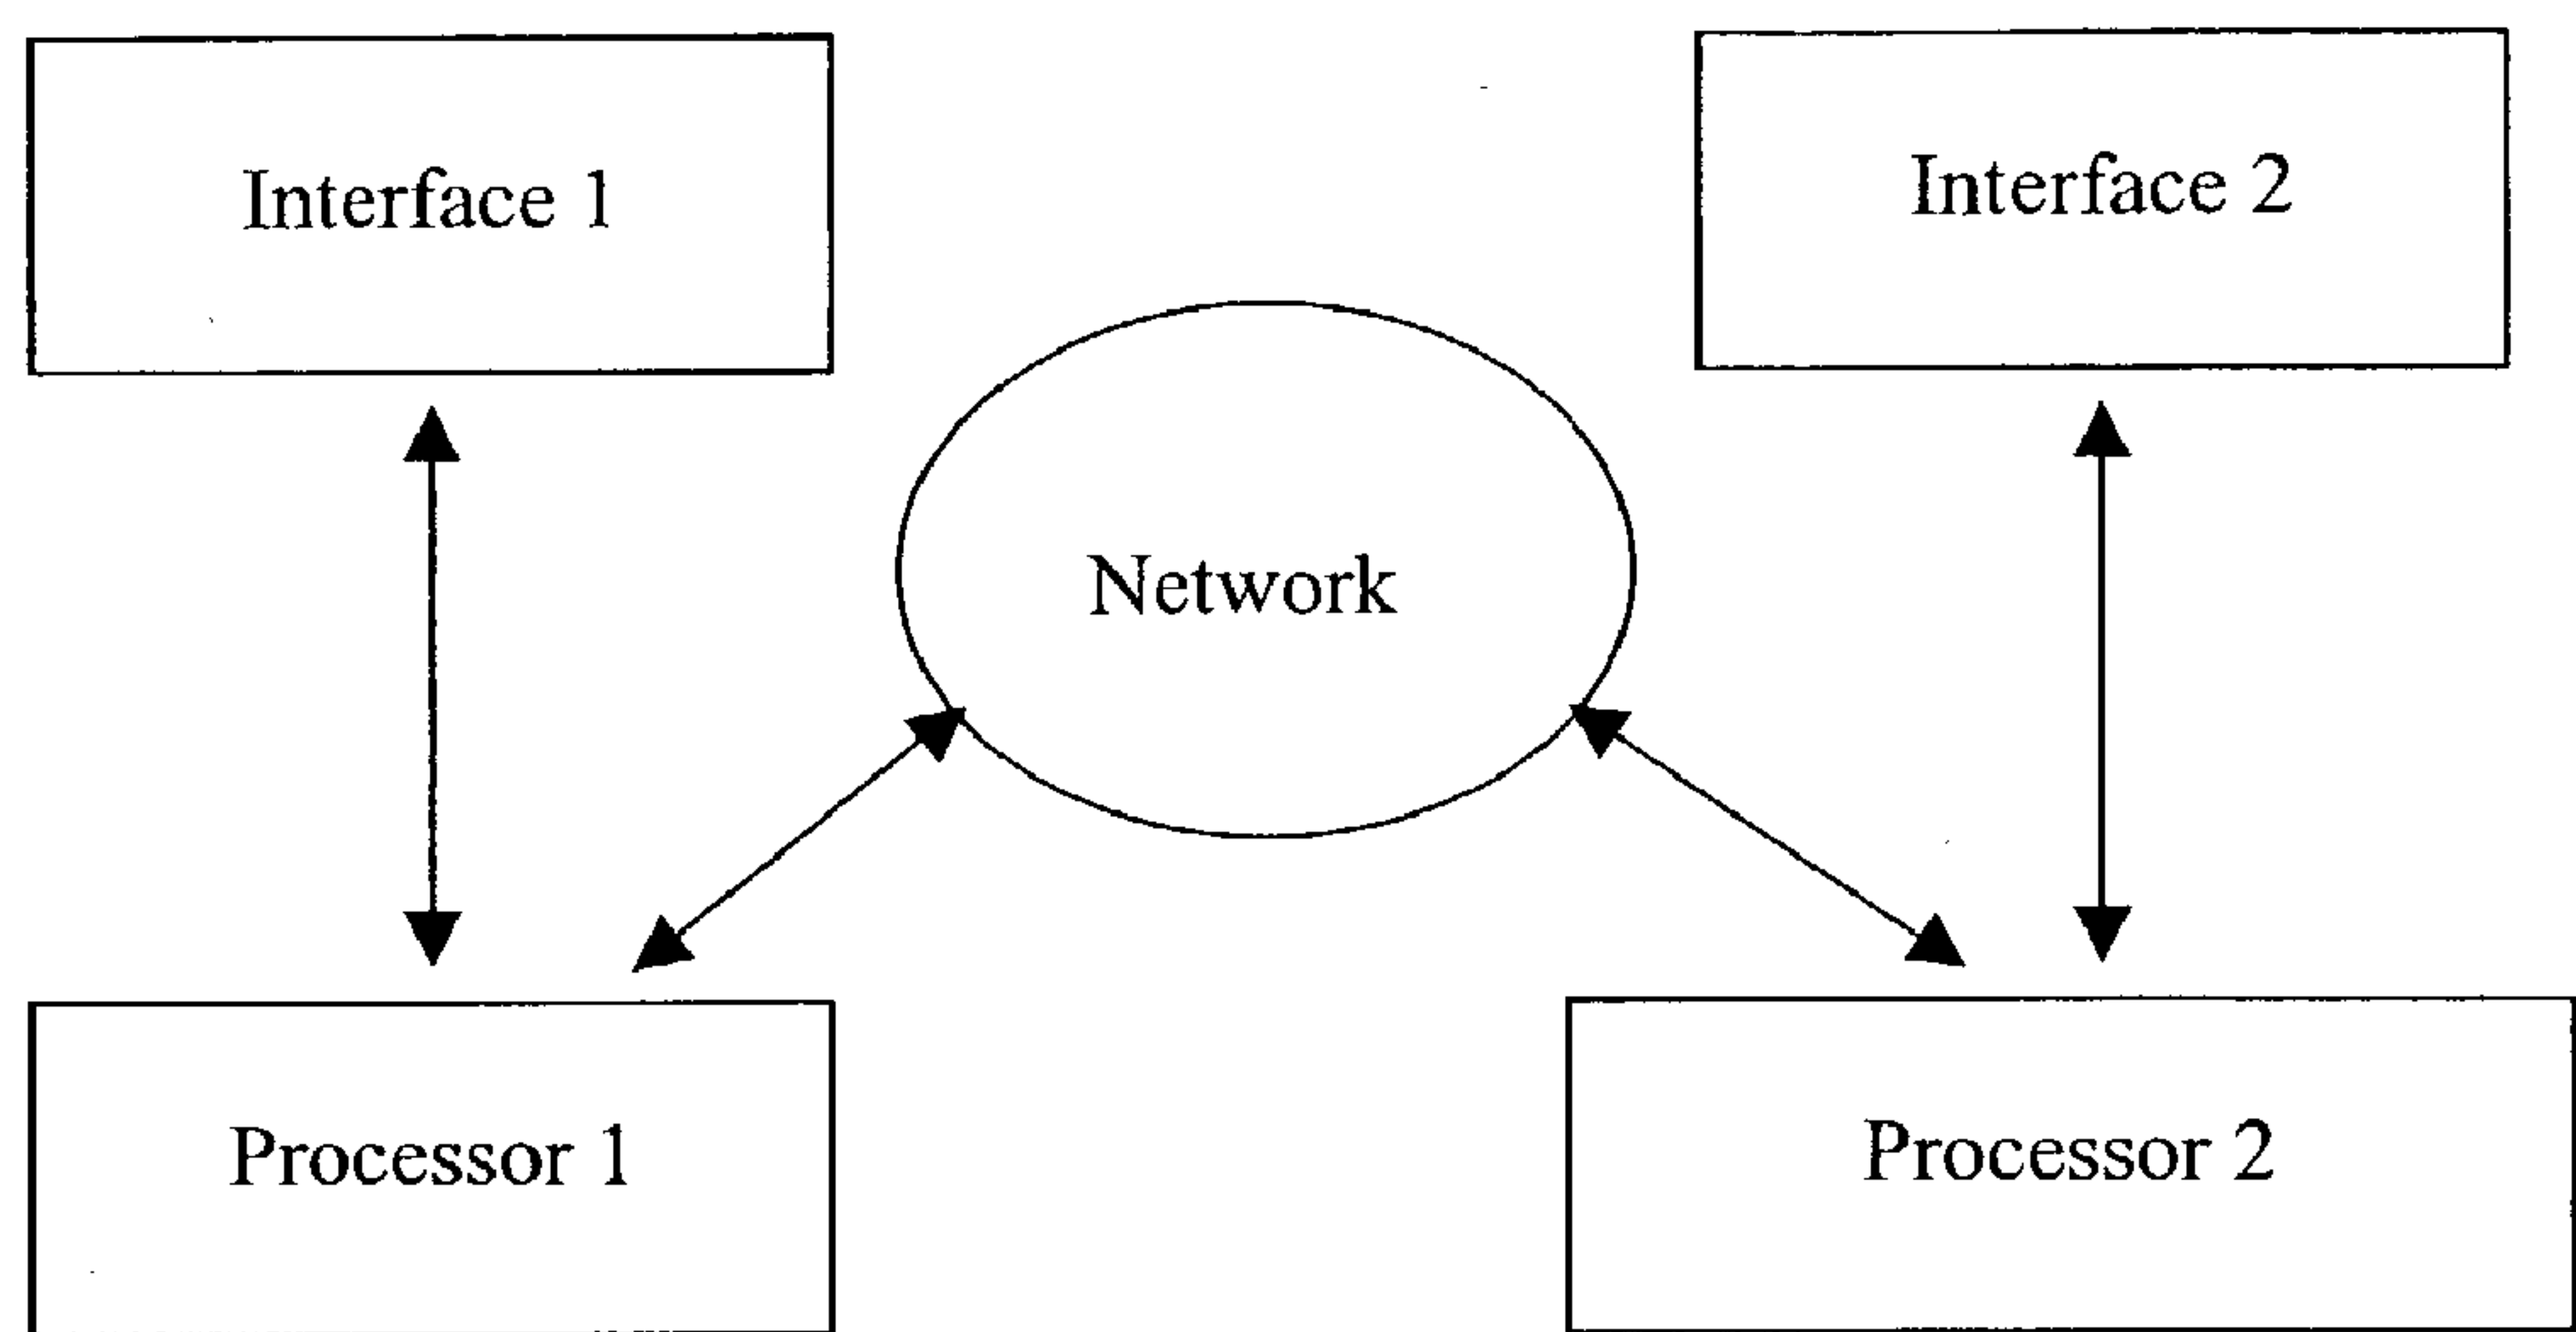 Interface 1
Interface 2
Network
Processor 1
Processor 2